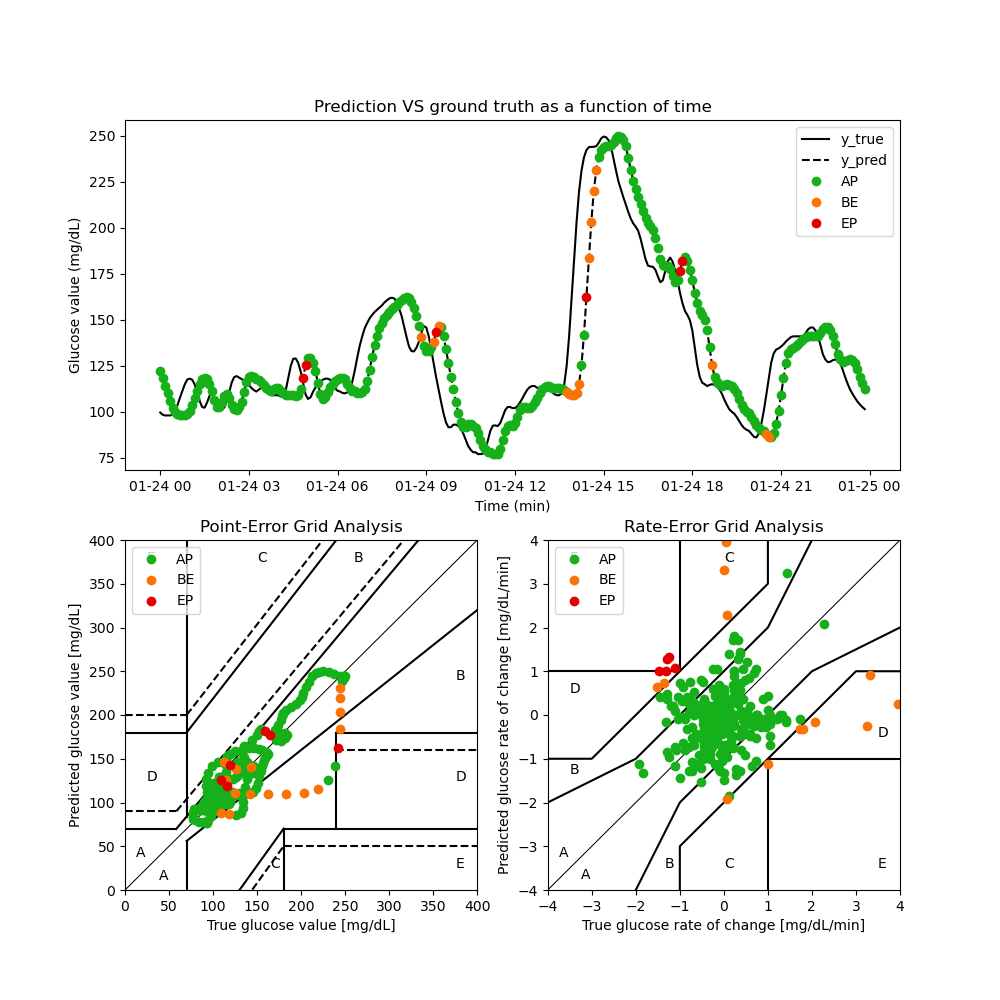 Prediction VS ground truth as a function of time
Glucose value (mg/dL)
250
225
200
175
150
125
100
75
y_true
y_pred
AP
BE
EP
01-24 00 01-24 03 01-24 06 01-24 09 01-24 12 01-24 15 01-24 18 01-24 21 01-25 00
Time (min)
Point-Error Grid Analysis
Predicted glucose value [mg/dL]
400
350
300
250
200
150
100
50
0
AP
BE
EP
C
B
B
D
D
A
A
C
E
0 50 100 150 200 250 300 350 400
True glucose value [mg/dL]
Rate-Error Grid Analysis
Predicted glucose rate of change [mg/dL/min]
4
3
2
1
0
−1
−2
−3
−4
AP
BE
EP
C
D
D
B
A
A
B
C
E
−4 −3 −2 −1 0 1 2 3 4
True glucose rate of change [mg/dL/min]